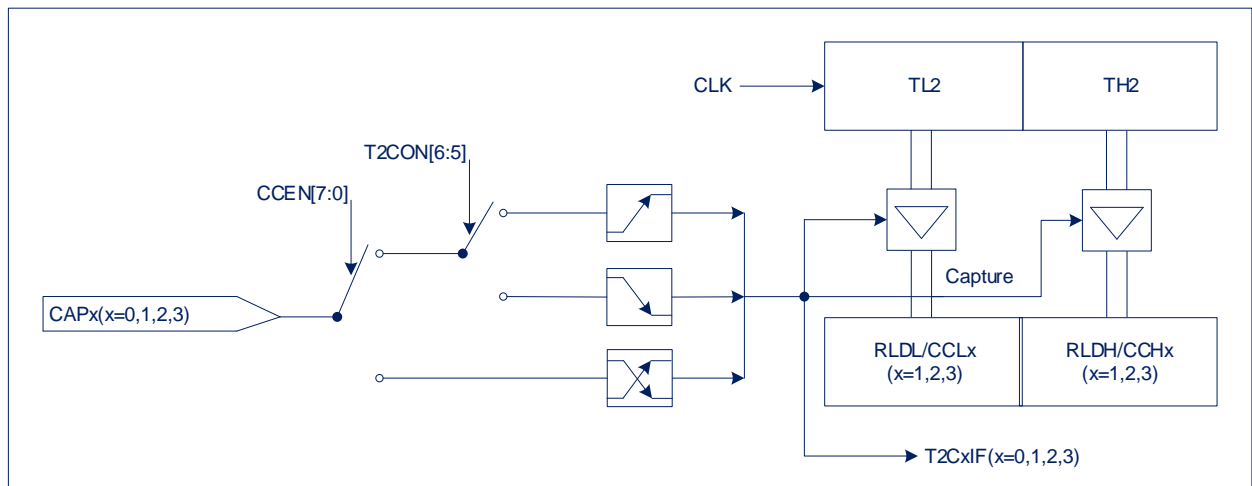 CLK
TL2
TH2
T2CON[6:5]
CCEN[7:0]
Capture
CAPx(x=0,1,2,3)
RLDL/CCLx
(x=1,2,3)
RLDH/CCHx
(x=1,2,3)
T2CxIF(x=0,1,2,3)